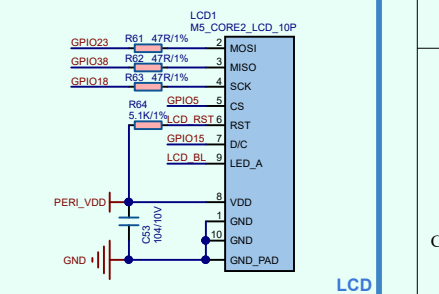 LCD1
M5_CORE2_LCD_10P
GPIO23 R61 47R/1% 2 MOSI
GPIO38 R62 47R/1% 3 MISO
GPIO18 R63 47R/1% 4 SCK
GPIO5 5 CS
R64
5.1K/1%
LCD_RST 6 RST
GPIO15 7 D/C
LCD_BL 9 LED_A
PERI_VDD 8 VDD
C53
104/10V
1 GND
10 GND
GND GND_PAD
LCD
C